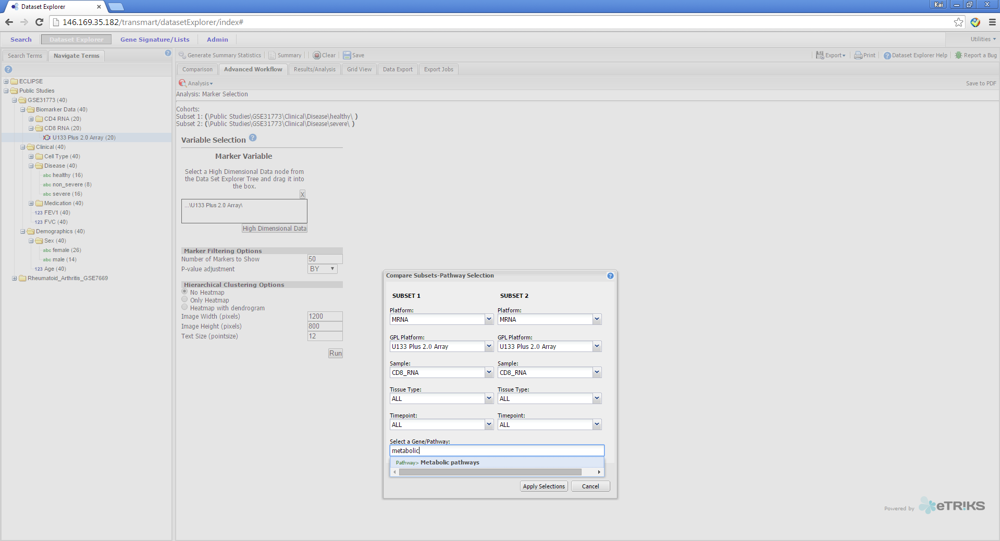 Dataset Explorer
Kai
146.169.35.182/transmart/datasetExplorer/index#
Search
Dataset Explorer
Gene Signature/Lists
Admin
Utilities
Search Terms
Navigate Terms
Generate Summary Statistics
Summary
Clear
Save
Export
Print
Dataset Explorer Help
Report a Bug
Comparison
Advanced Workflow
Results/Analysis
Grid View
Data Export
Export Jobs
Analysis
Save to PDF
ECLIPSE
Public Studies
GSE31773 (40)
Biomarker Data (40)
CD4 RNA (20)
CD8 RNA (20)
U133 Plus 2.0 Array (20)
Clinical (40)
Cell Type (40)
Disease (40)
abc healthy (16)
abc non_severe (8)
abc severe (16)
Medication (40)
123 FEV1 (40)
123 FVC (40)
Demographics (40)
Sex (40)
abc female (26)
abc male (14)
123 Age (40)
Rheumatoid_Arthritis_GSE7669
Analysis: Marker Selection
Cohorts:
Subset 1: (\Public Studies\GSE31773\Clinical\Disease\healthy\ )
Subset 2: (\Public Studies\GSE31773\Clinical\Disease\severe\ )
Variable Selection
Marker Variable
Select a High Dimensional Data node from
the Data Set Explorer Tree and drag it into
the box.
X
...\U133 Plus 2.0 Array\
High Dimensional Data
Marker Filtering Options
Number of Markers to Show 50
P-value adjustment BY
Hierarchical Clustering Options
No Heatmap
Only Heatmap
Heatmap with dendrogram
Image Width (pixels) 1200
Image Height (pixels) 800
Text Size (pointsize) 12
Run
Compare Subsets-Pathway Selection
SUBSET 1 SUBSET 2
Platform: Platform:
MRNA MRNA
GPL Platform: GPL Platform:
U133 Plus 2.0 Array U133 Plus 2.0 Array
Sample: Sample:
CD8_RNA CD8_RNA
Tissue Type: Tissue Type:
ALL ALL
Timepoint: Timepoint:
ALL ALL
Select a Gene/Pathway:
metabolic
Pathway> Metabolic pathways
Apply Selections
Cancel
Powered by eTRIKS